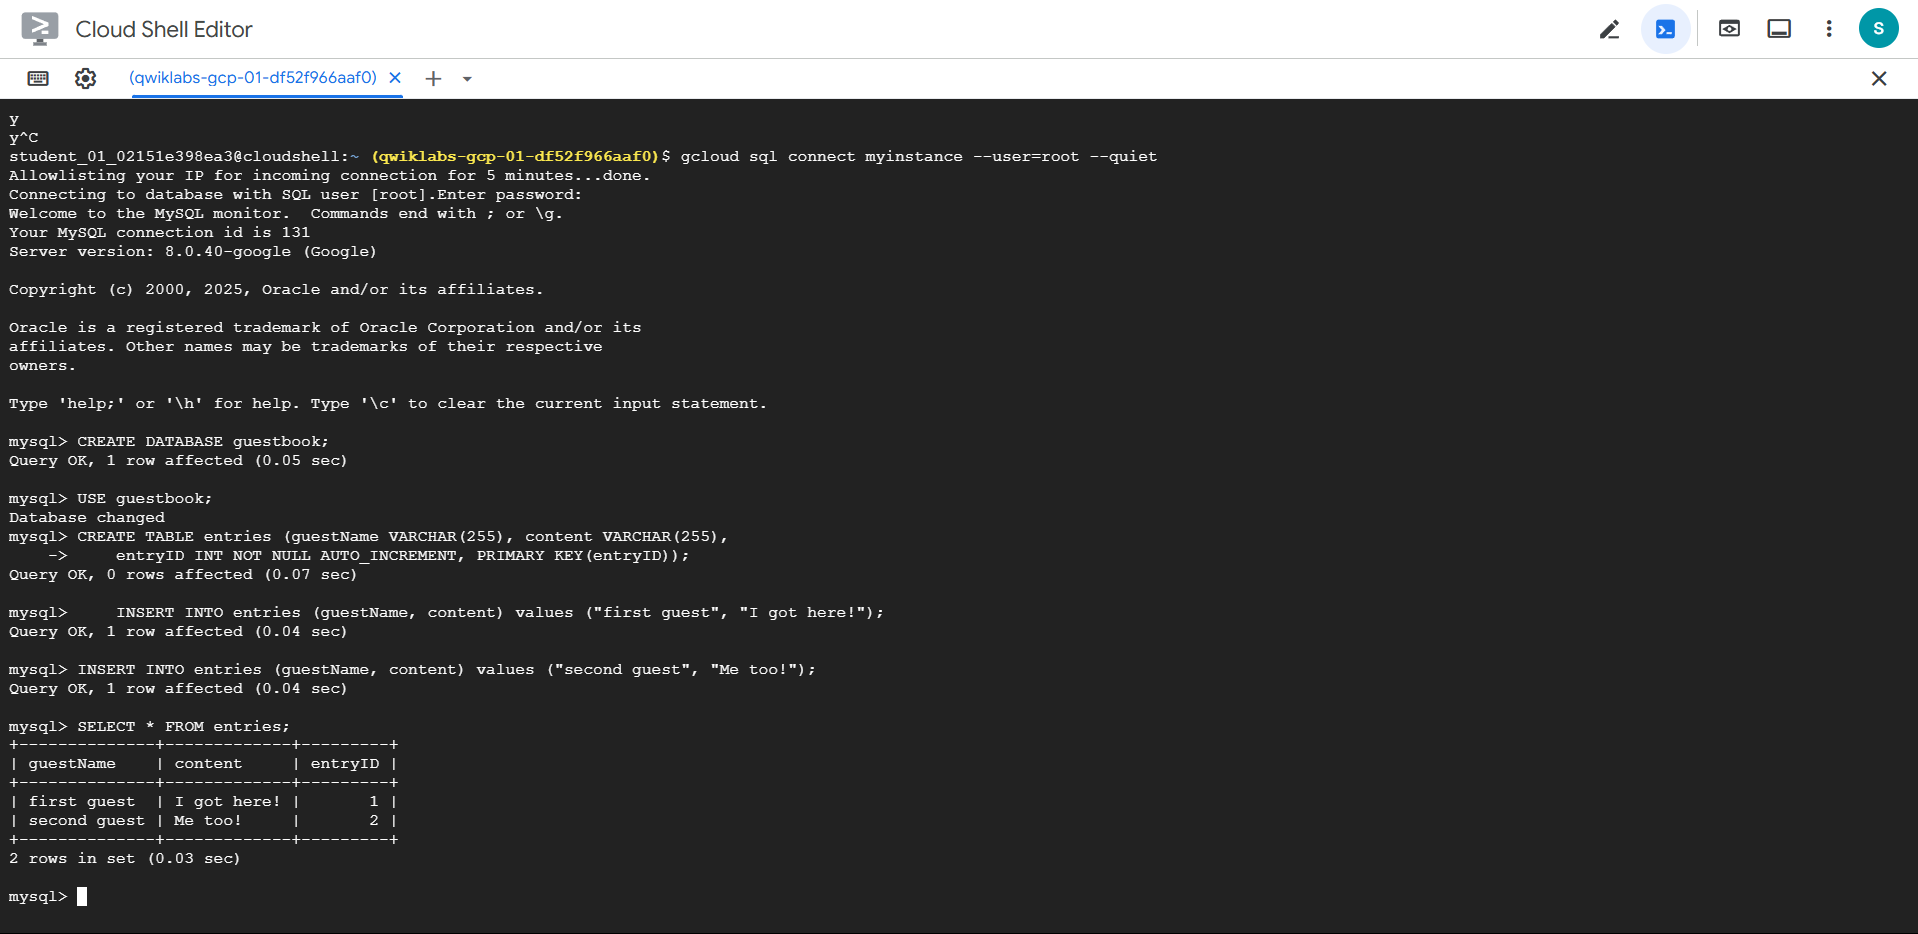 Cloud Shell Editor
S
(qwiklabs-gcp-01-df52f966aaf0)
y
y^C
student_01_02151e398ea3@cloudshell:~ (qwiklabs-gcp-01-df52f966aaf0)$ gcloud sql connect myinstance --user=root --quiet
Allowlisting your IP for incoming connection for 5 minutes...done.
Connecting to database with SQL user [root].Enter password:
Welcome to the MySQL monitor.  Commands end with ; or \g.
Your MySQL connection id is 131
Server version: 8.0.40-google (Google)
Copyright (c) 2000, 2025, Oracle and/or its affiliates.
Oracle is a registered trademark of Oracle Corporation and/or its
affiliates. Other names may be trademarks of their respective
owners.
Type 'help;' or '\h' for help. Type '\c' to clear the current input statement.
mysql> CREATE DATABASE guestbook;
Query OK, 1 row affected (0.05 sec)
mysql> USE guestbook;
Database changed
mysql> CREATE TABLE entries (guestName VARCHAR(255), content VARCHAR(255),
    ->     entryID INT NOT NULL AUTO_INCREMENT, PRIMARY KEY(entryID));
Query OK, 0 rows affected (0.07 sec)
mysql>     INSERT INTO entries (guestName, content) values ("first guest", "I got here!");
Query OK, 1 row affected (0.04 sec)
mysql> INSERT INTO entries (guestName, content) values ("second guest", "Me too!");
Query OK, 1 row affected (0.04 sec)
mysql> SELECT * FROM entries;
+--------------+-------------+---------+
| guestName    | content     | entryID |
+--------------+-------------+---------+
| first guest  | I got here! |       1 |
| second guest | Me too!     |       2 |
+--------------+-------------+---------+
2 rows in set (0.03 sec)
mysql>